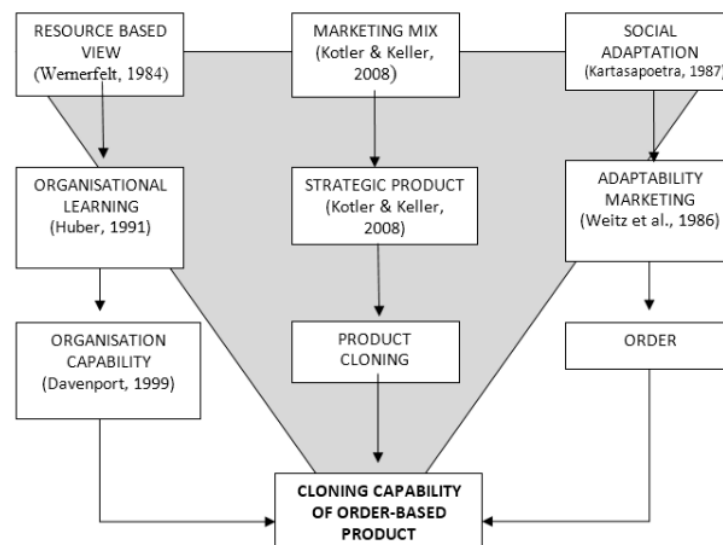 RESOURCE BASED
VIEW
(Wernerfelt, 1984)
MARKETING MIX
(Kotler & Keller,
2008)
SOCIAL
ADAPTATION
(Kartasapoetra, 1987)
ORGANISATIONAL
LEARNING
(Huber, 1991)
STRATEGIC PRODUCT
(Kotler & Keller,
2008)
ADAPTABILITY
MARKETING
(Weitz et al., 1986)
ORGANISATION
CAPABILITY
(Davenport, 1999)
PRODUCT
CLONING
ORDER
CLONING CAPABILITY
OF ORDER-BASED
PRODUCT